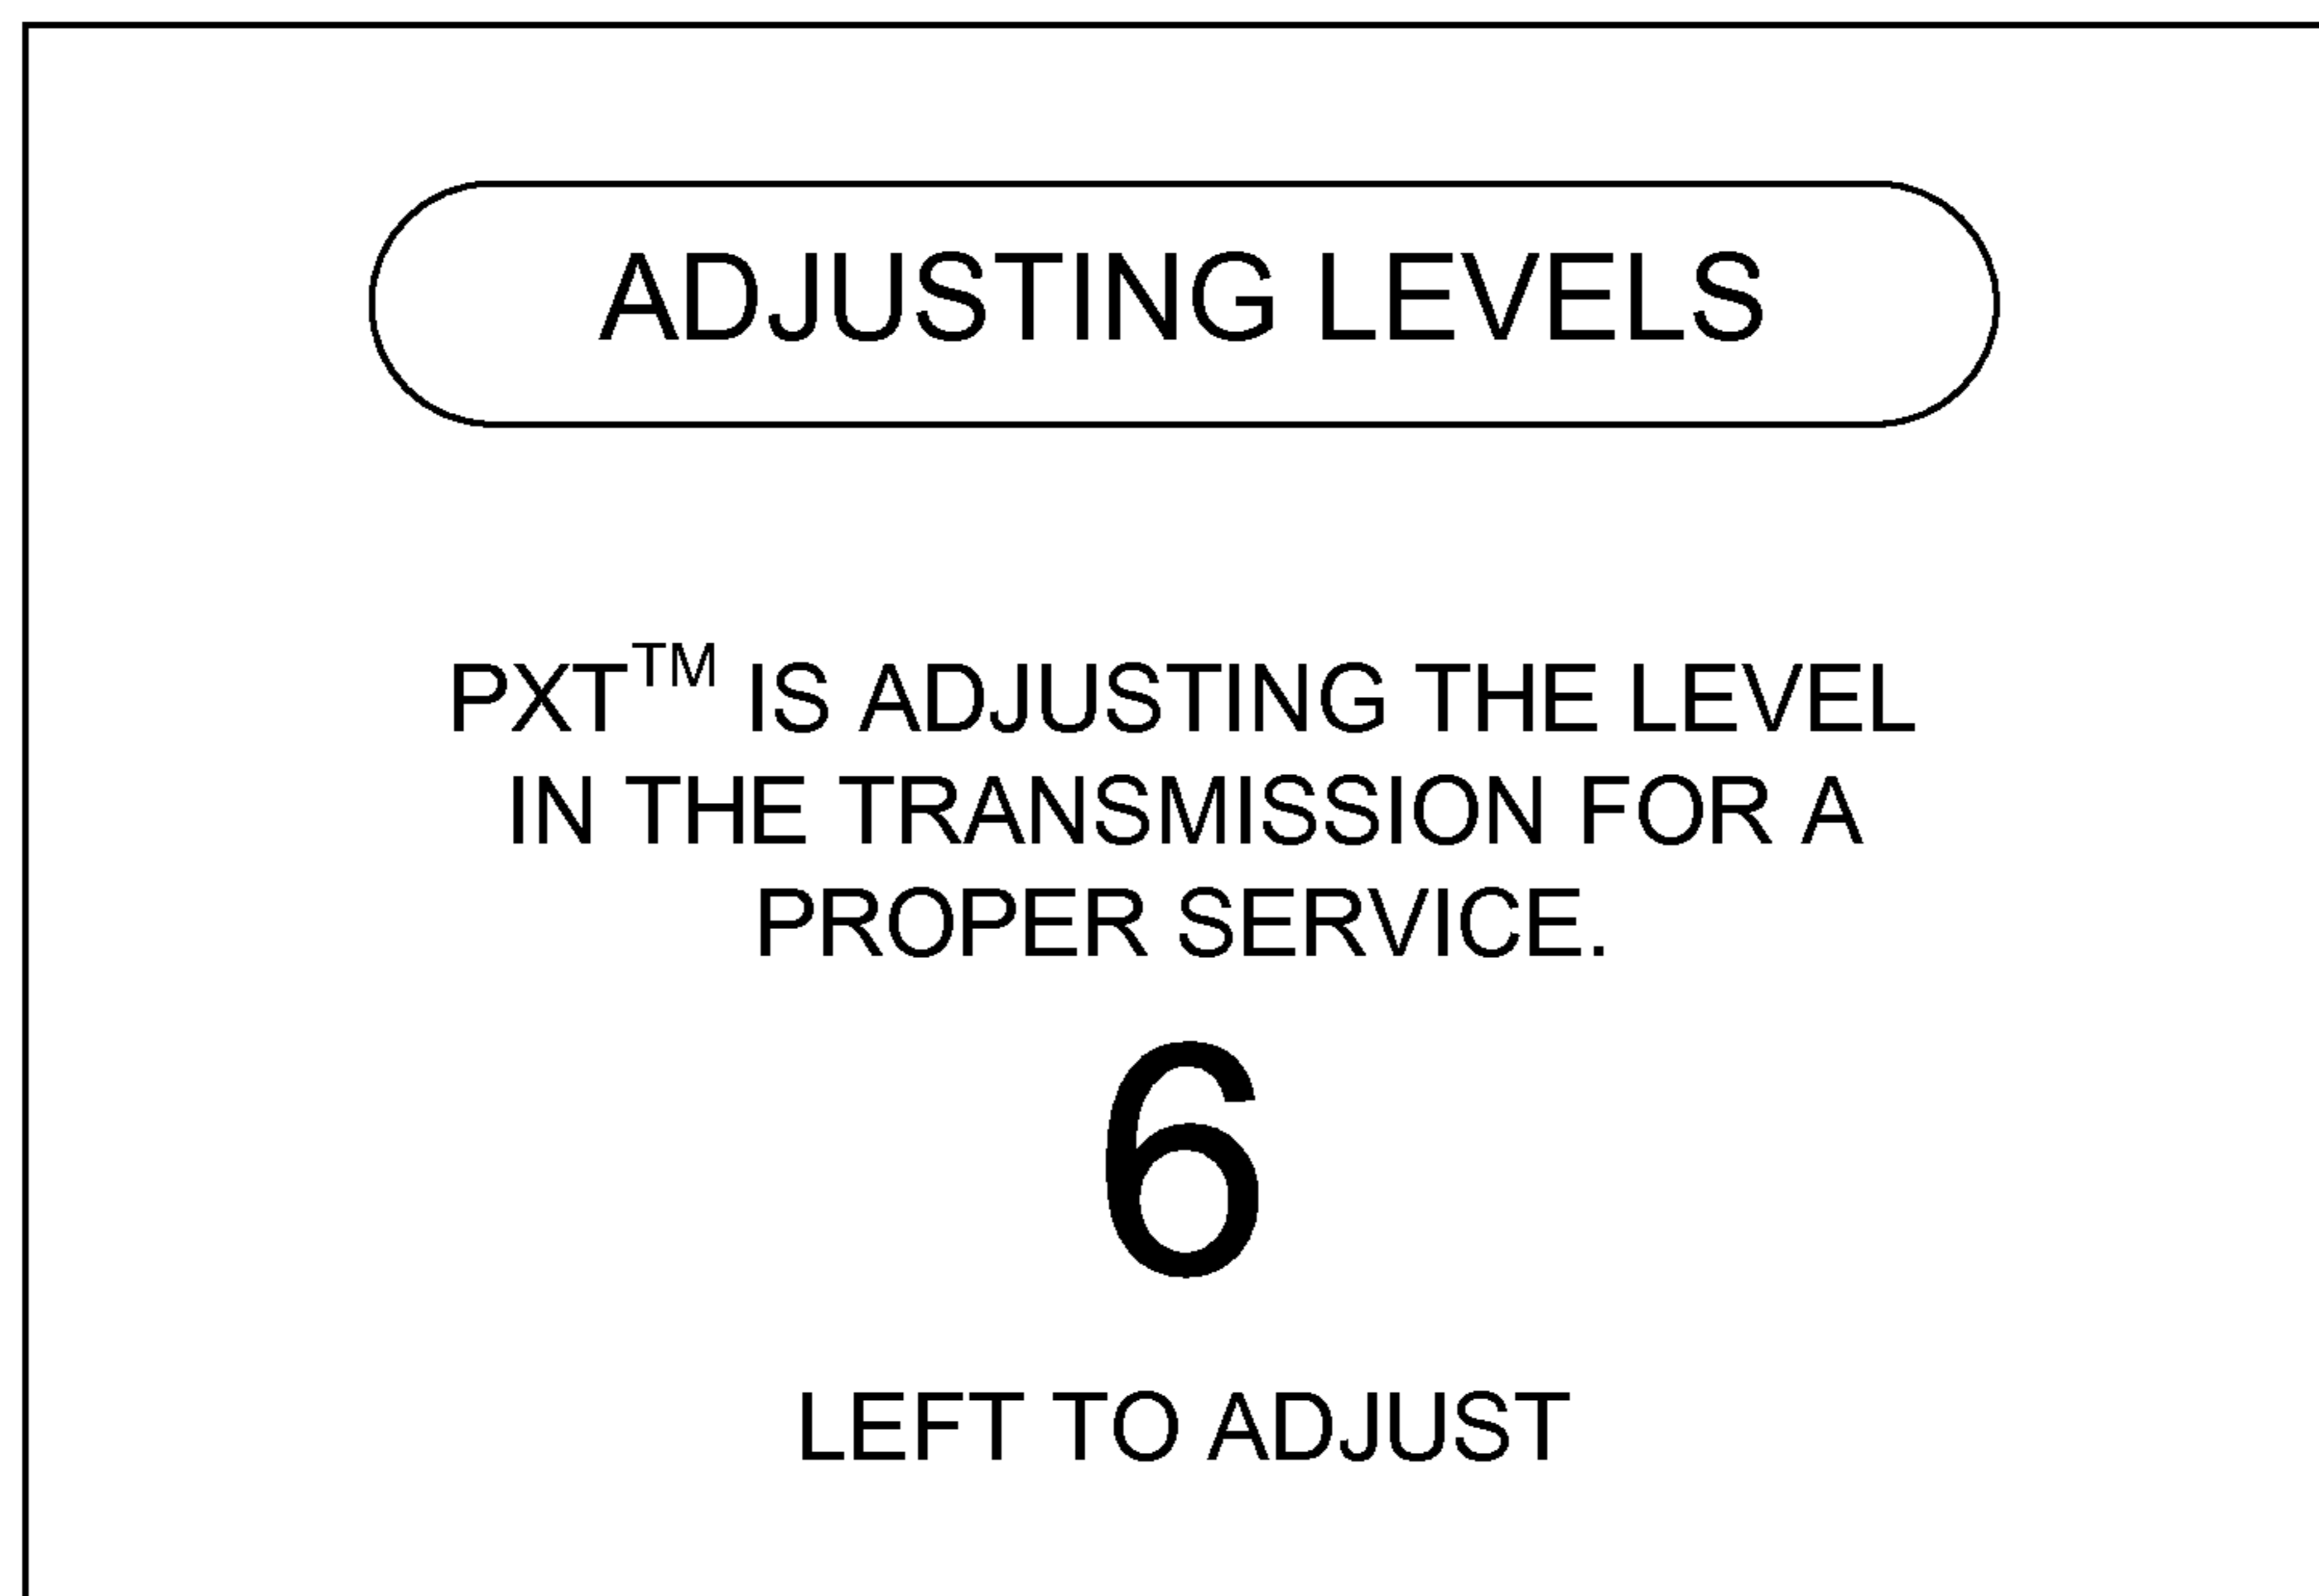 ADJUSTING LEVELS
PXT™ IS ADJUSTING THE LEVEL
IN THE TRANSMISSION FOR A
PROPER SERVICE.
6
LEFT TO ADJUST